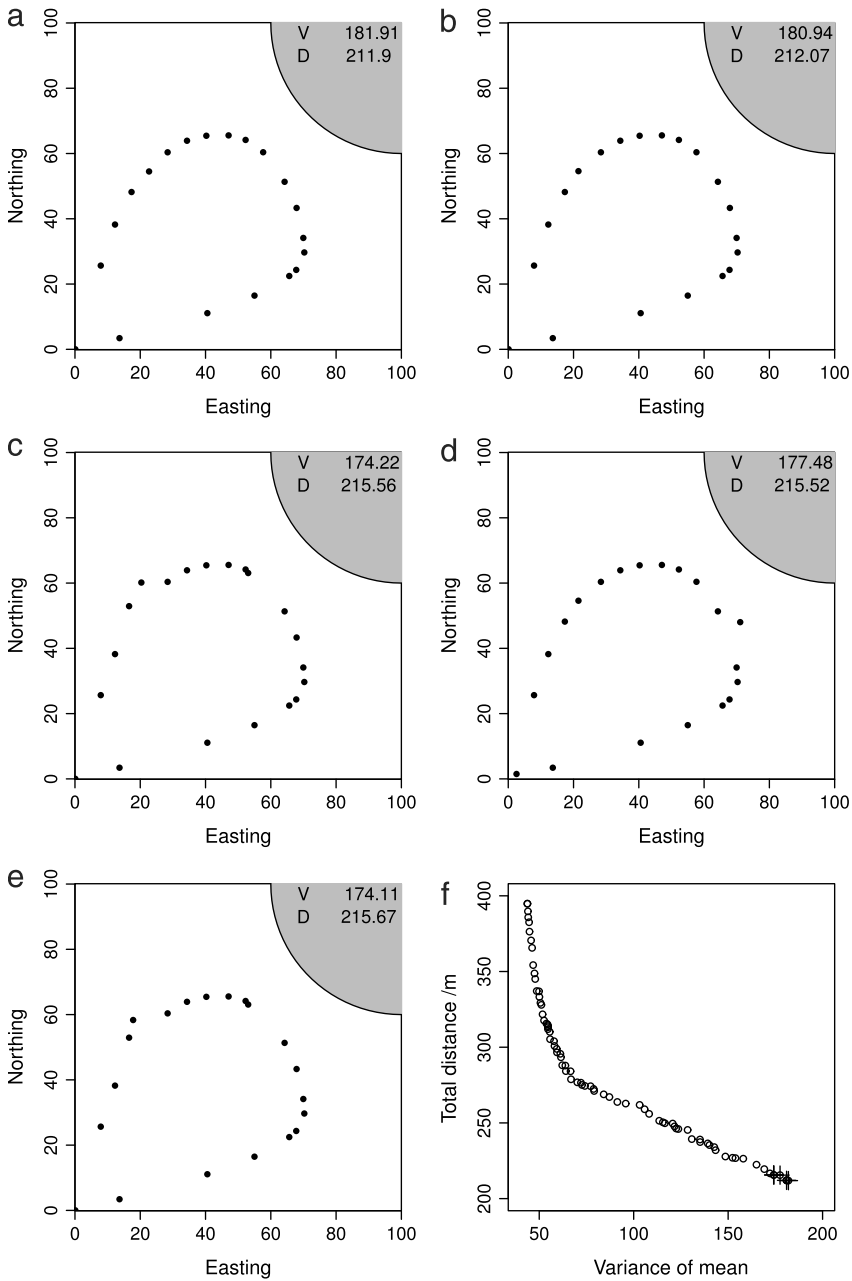 a
V 181.91
D 211.9
100
80
60
40
20
0
Northing
0 20 40 60 80 100
Easting
b
V 180.94
D 212.07
100
80
60
40
20
0
Northing
0 20 40 60 80 100
Easting
c
V 174.22
D 215.56
100
80
60
40
20
0
Northing
0 20 40 60 80 100
Easting
d
V 177.48
D 215.52
100
80
60
40
20
0
Northing
0 20 40 60 80 100
Easting
e
V 174.11
D 215.67
100
80
60
40
20
0
Northing
0 20 40 60 80 100
Easting
f
400
350
300
250
200
Total distance /m
50 100 150 200
Variance of mean